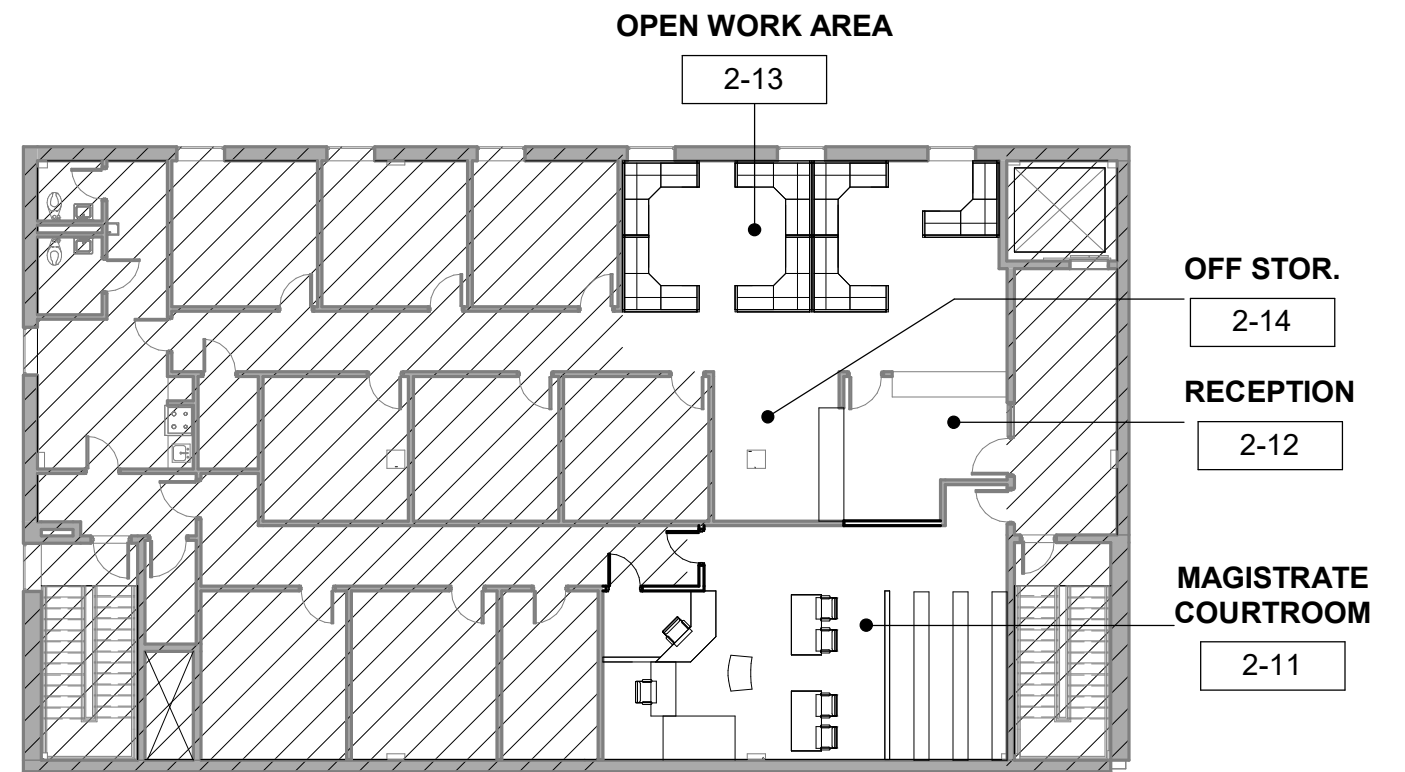 OPEN WORK AREA
2-13
OFF STOR.
2-14
RECEPTION
2-12
MAGISTRATE
COURTROOM
2-11